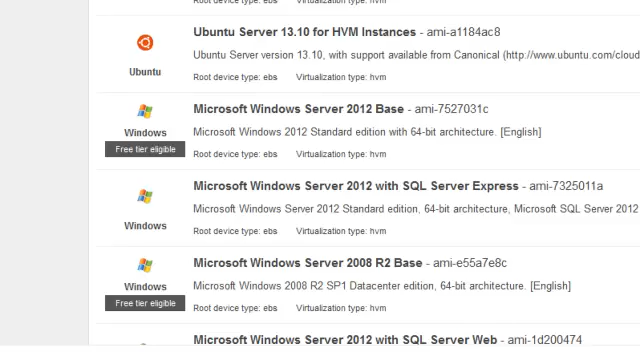 Root device type: ebs Virtualization type: hvm
Ubuntu Server 13.10 for HVM Instances - ami-a1184ac8
Ubuntu
Ubuntu Server version 13.10, with support available from Canonical (http://www.ubuntu.com/cloud
Root device type: ebs Virtualization type: hvm
Microsoft Windows Server 2012 Base - ami-7527031c
Windows
Free tier eligible
Microsoft Windows 2012 Standard edition with 64-bit architecture. [English]
Root device type: ebs Virtualization type: hvm
Microsoft Windows Server 2012 with SQL Server Express - ami-7325011a
Windows
Microsoft Windows Server 2012 Standard edition, 64-bit architecture, Microsoft SQL Server 2012
Root device type: ebs Virtualization type: hvm
Microsoft Windows Server 2008 R2 Base - ami-e55a7e8c
Windows
Free tier eligible
Microsoft Windows 2008 R2 SP1 Datacenter edition, 64-bit architecture. [English]
Root device type: ebs Virtualization type: hvm
Microsoft Windows Server 2012 with SQL Server Web - ami-1d200474